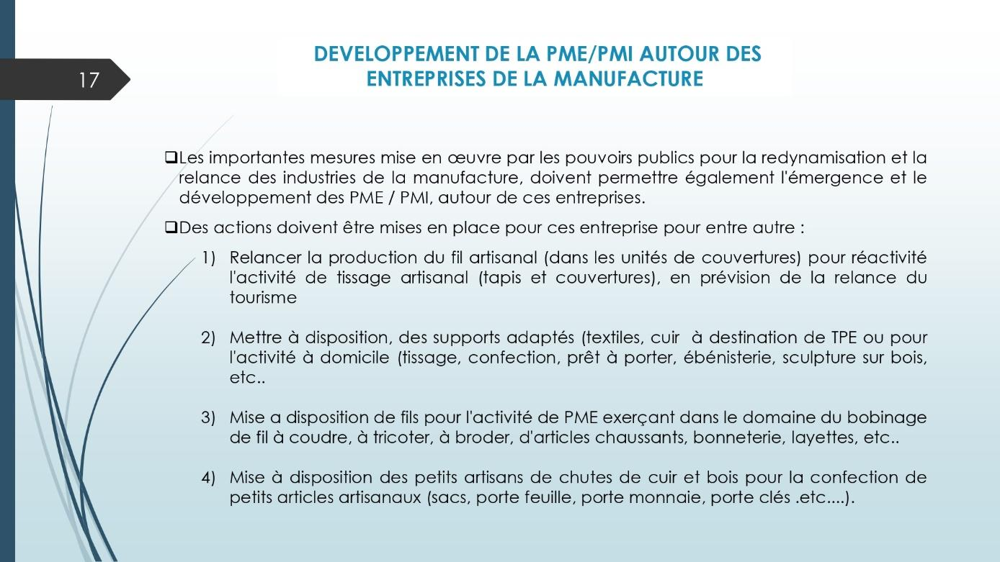 17
DEVELOPPEMENT DE LA PME/PMI AUTOUR DES
ENTREPRISES DE LA MANUFACTURE
❑Les importantes mesures mise en œuvre par les pouvoirs publics pour la redynamisation et la
relance des industries de la manufacture, doivent permettre également l'émergence et le
développement des PME / PMI, autour de ces entreprises.
❑Des actions doivent être mises en place pour ces entreprise pour entre autre :
1) Relancer la production du fil artisanal (dans les unités de couvertures) pour réactivité
l'activité de tissage artisanal (tapis et couvertures), en prévision de la relance du
tourisme
2) Mettre à disposition, des supports adaptés (textiles, cuir  à destination de TPE ou pour
l'activité à domicile (tissage, confection, prêt à porter, ébénisterie, sculpture sur bois,
etc..
3) Mise a disposition de fils pour l'activité de PME exerçant dans le domaine du bobinage
de fil à coudre, à tricoter, à broder, d'articles chaussants, bonneterie, layettes, etc..
4) Mise à disposition des petits artisans de chutes de cuir et bois pour la confection de
petits articles artisanaux (sacs, porte feuille, porte monnaie, porte clés .etc....).